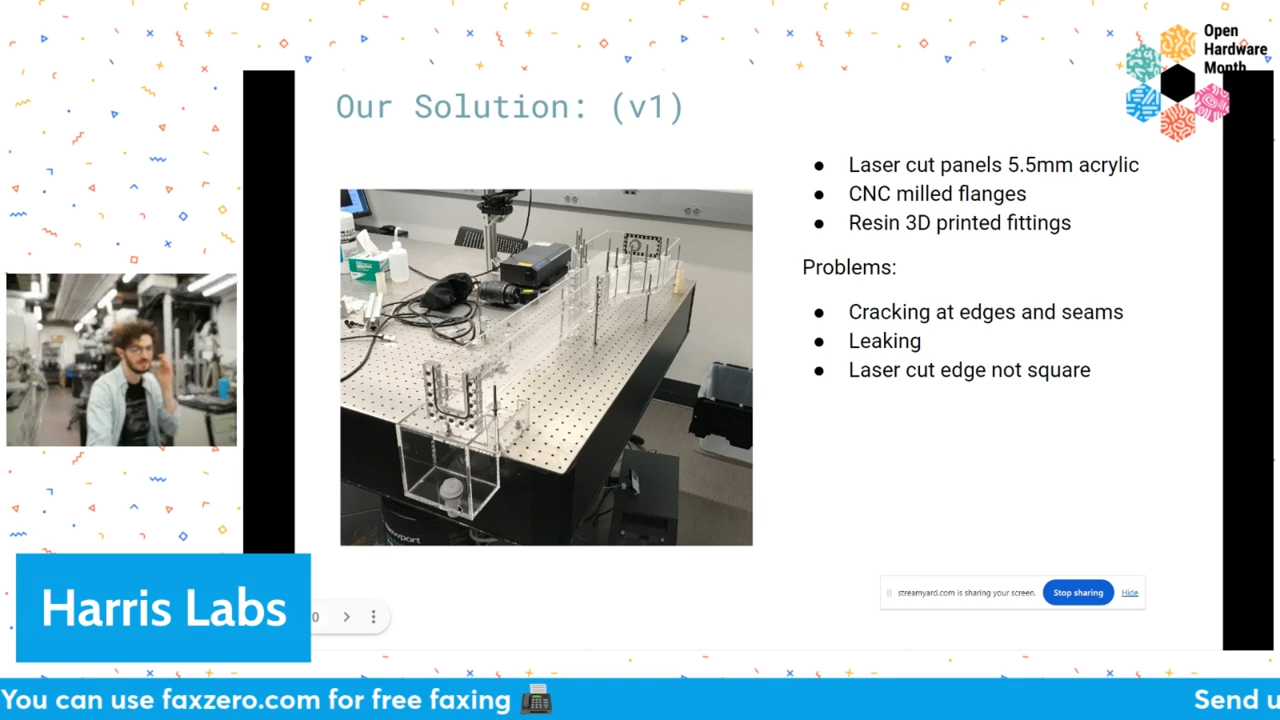 Open
Hardware
Month
Our Solution: (v1)
● Laser cut panels 5.5mm acrylic
● CNC milled flanges
● Resin 3D printed fittings
Problems:
● Cracking at edges and seams
● Leaking
● Laser cut edge not square
Newport
Harris Labs
0
streamyard.com is sharing your screen. Stop sharing Hide
You can use faxzero.com for free faxing
Send u